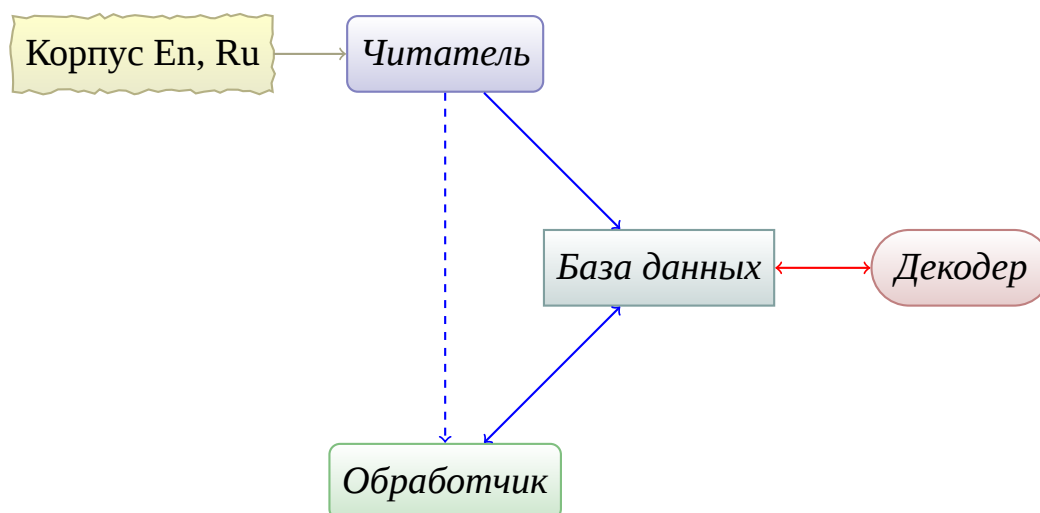 Корпус En, Ru
Читатель
База данных
Декодер
Обработчик